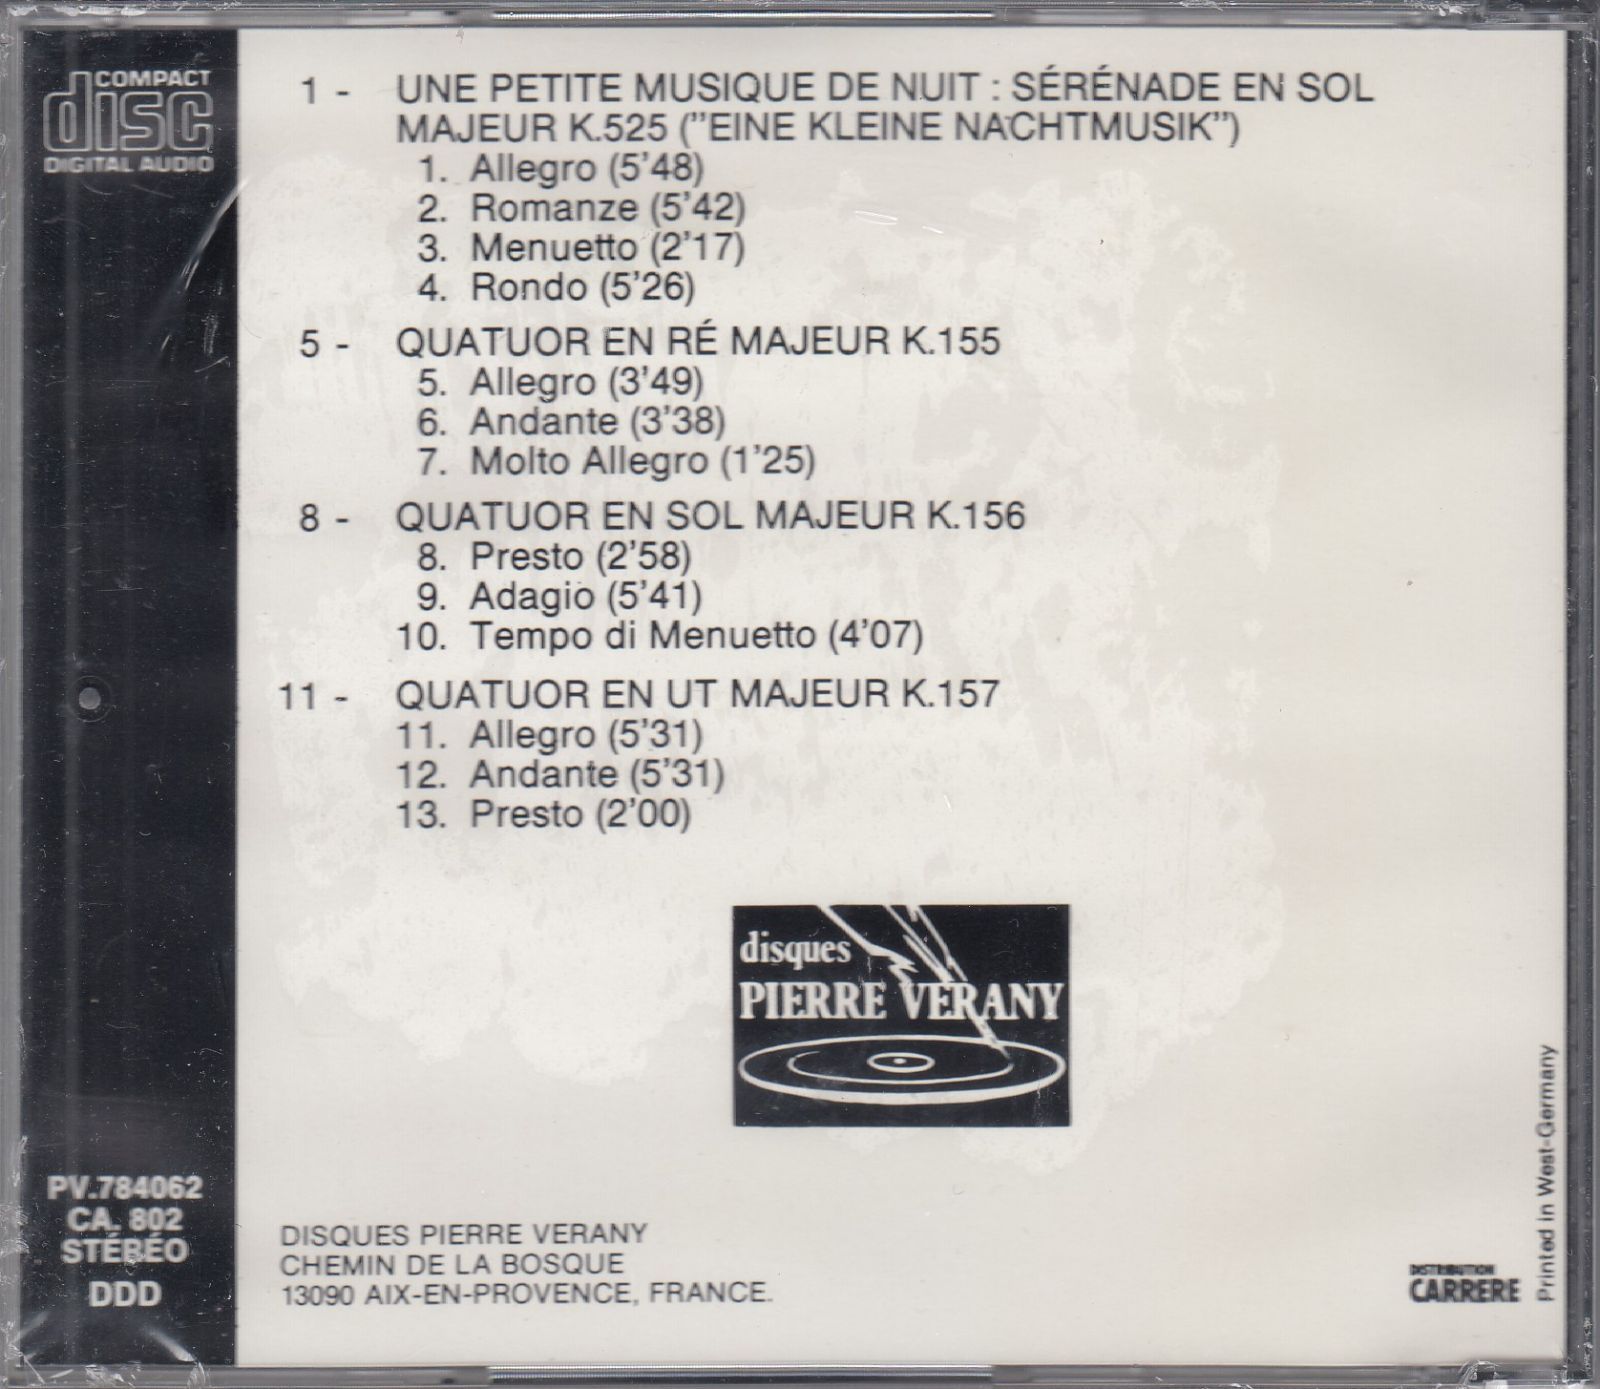 COMPACT
disc
DIGITAL AUDIO
1 - UNE PETITE MUSIQUE DE NUIT : SÉRÉNADE EN SOL
MAJEUR K.525 (”EINE KLEINE NACHTMUSIK”)
1. Allegro (5'48)
2. Romanze (5'42)
3. Menuetto (2'17)
4. Rondo (5'26)
5 - QUATUOR EN RÉ MAJEUR K.155
5. Allegro (3'49)
6. Andante (3'38)
7. Molto Allegro (1'25)
8 - QUATUOR EN SOL MAJEUR K.156
8. Presto (2'58)
9. Adagio (5'41)
10. Tempo di Menuetto (4'07)
11 - QUATUOR EN UT MAJEUR K.157
11. Allegro (5'31)
12. Andante (5'31)
13. Presto (2'00)
disques
PIERRE VERANY
PV.784062
CA. 802
STÉRÉO
DDD
DISQUES PIERRE VERANY
CHEMIN DE LA BOSQUE
13090 AIX-EN-PROVENCE, FRANCE.
DISTRIBUTION
CARRERE
Printed in West-Germany